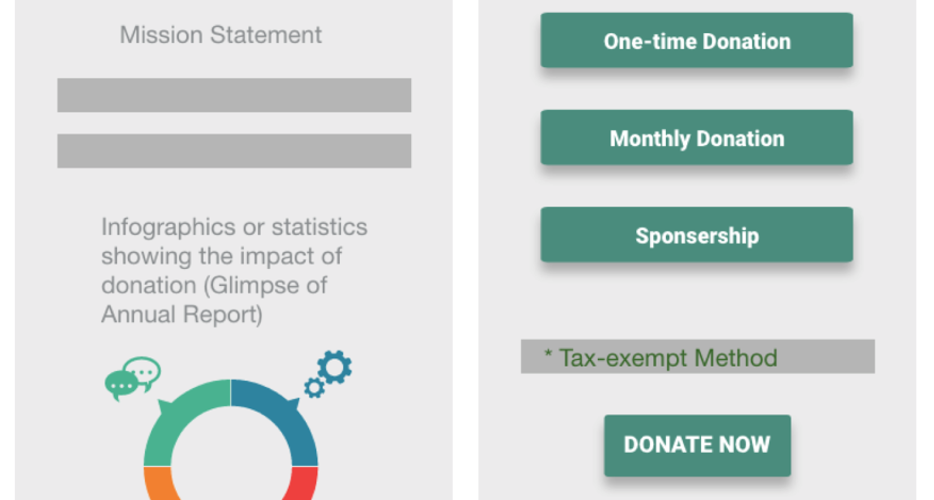 Mission Statement
Infographics or statistics
showing the impact of
donation (Glimpse of
Annual Report)
One-time Donation
Monthly Donation
Sponsership
* Tax-exempt Method
DONATE NOW